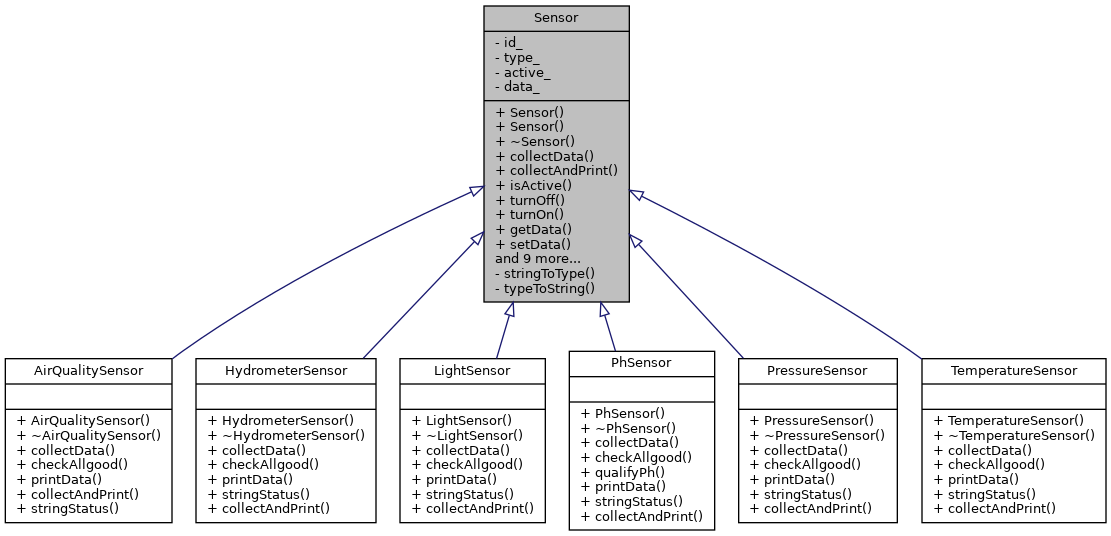 Sensor
- id_
- type_
- active_
- data_
+ Sensor()
+ Sensor()
+ ~Sensor()
+ collectData()
+ collectAndPrint()
+ isActive()
+ turnOff()
+ turnOn()
+ getData()
+ setData()
and 9 more...
- stringToType()
- typeToString()
AirQualitySensor
+ AirQualitySensor()
+ ~AirQualitySensor()
+ collectData()
+ checkAllgood()
+ printData()
+ collectAndPrint()
+ stringStatus()
HydrometerSensor
+ HydrometerSensor()
+ ~HydrometerSensor()
+ collectData()
+ checkAllgood()
+ printData()
+ stringStatus()
+ collectAndPrint()
LightSensor
+ LightSensor()
+ ~LightSensor()
+ collectData()
+ checkAllgood()
+ printData()
+ stringStatus()
+ collectAndPrint()
PhSensor
+ PhSensor()
+ ~PhSensor()
+ collectData()
+ checkAllgood()
+ qualifyPh()
+ printData()
+ stringStatus()
+ collectAndPrint()
PressureSensor
+ PressureSensor()
+ ~PressureSensor()
+ collectData()
+ checkAllgood()
+ printData()
+ stringStatus()
+ collectAndPrint()
TemperatureSensor
+ TemperatureSensor()
+ ~TemperatureSensor()
+ collectData()
+ checkAllgood()
+ printData()
+ stringStatus()
+ collectAndPrint()